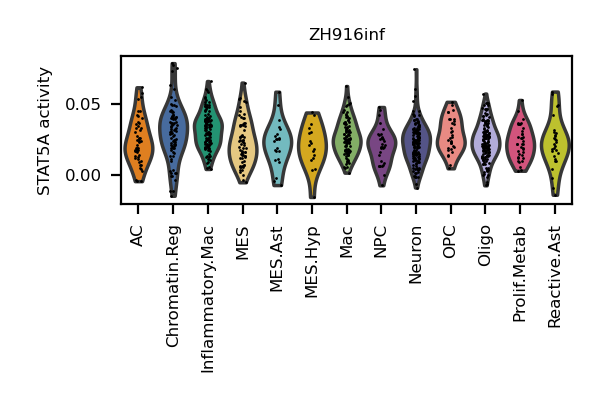 ZH916inf
STAT5A activity
0.05
0.00
AC
Chromatin.Reg
Inflammatory.Mac
MES
MES.Ast
MES.Hyp
Mac
NPC
Neuron
OPC
Oligo
Prolif.Metab
Reactive.Ast